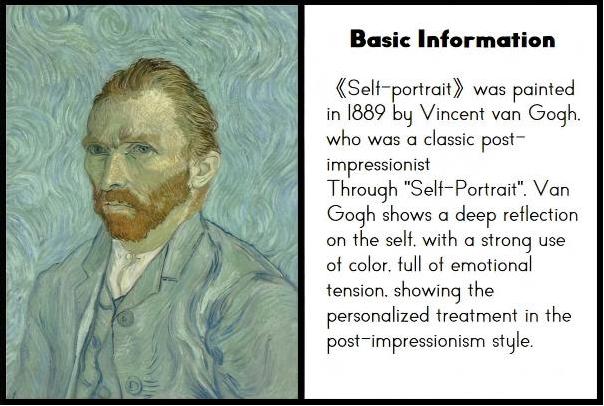 Basic Information
《Self-portrait》 was painted
in 1889 by Vincent van Gogh,
who was a classic post-
impressionist
Through "Self-Portrait", Van
Gogh shows a deep reflection
on the self, with a strong use
of color, full of emotional
tension, showing the
personalized treatment in the
post-impressionism style.